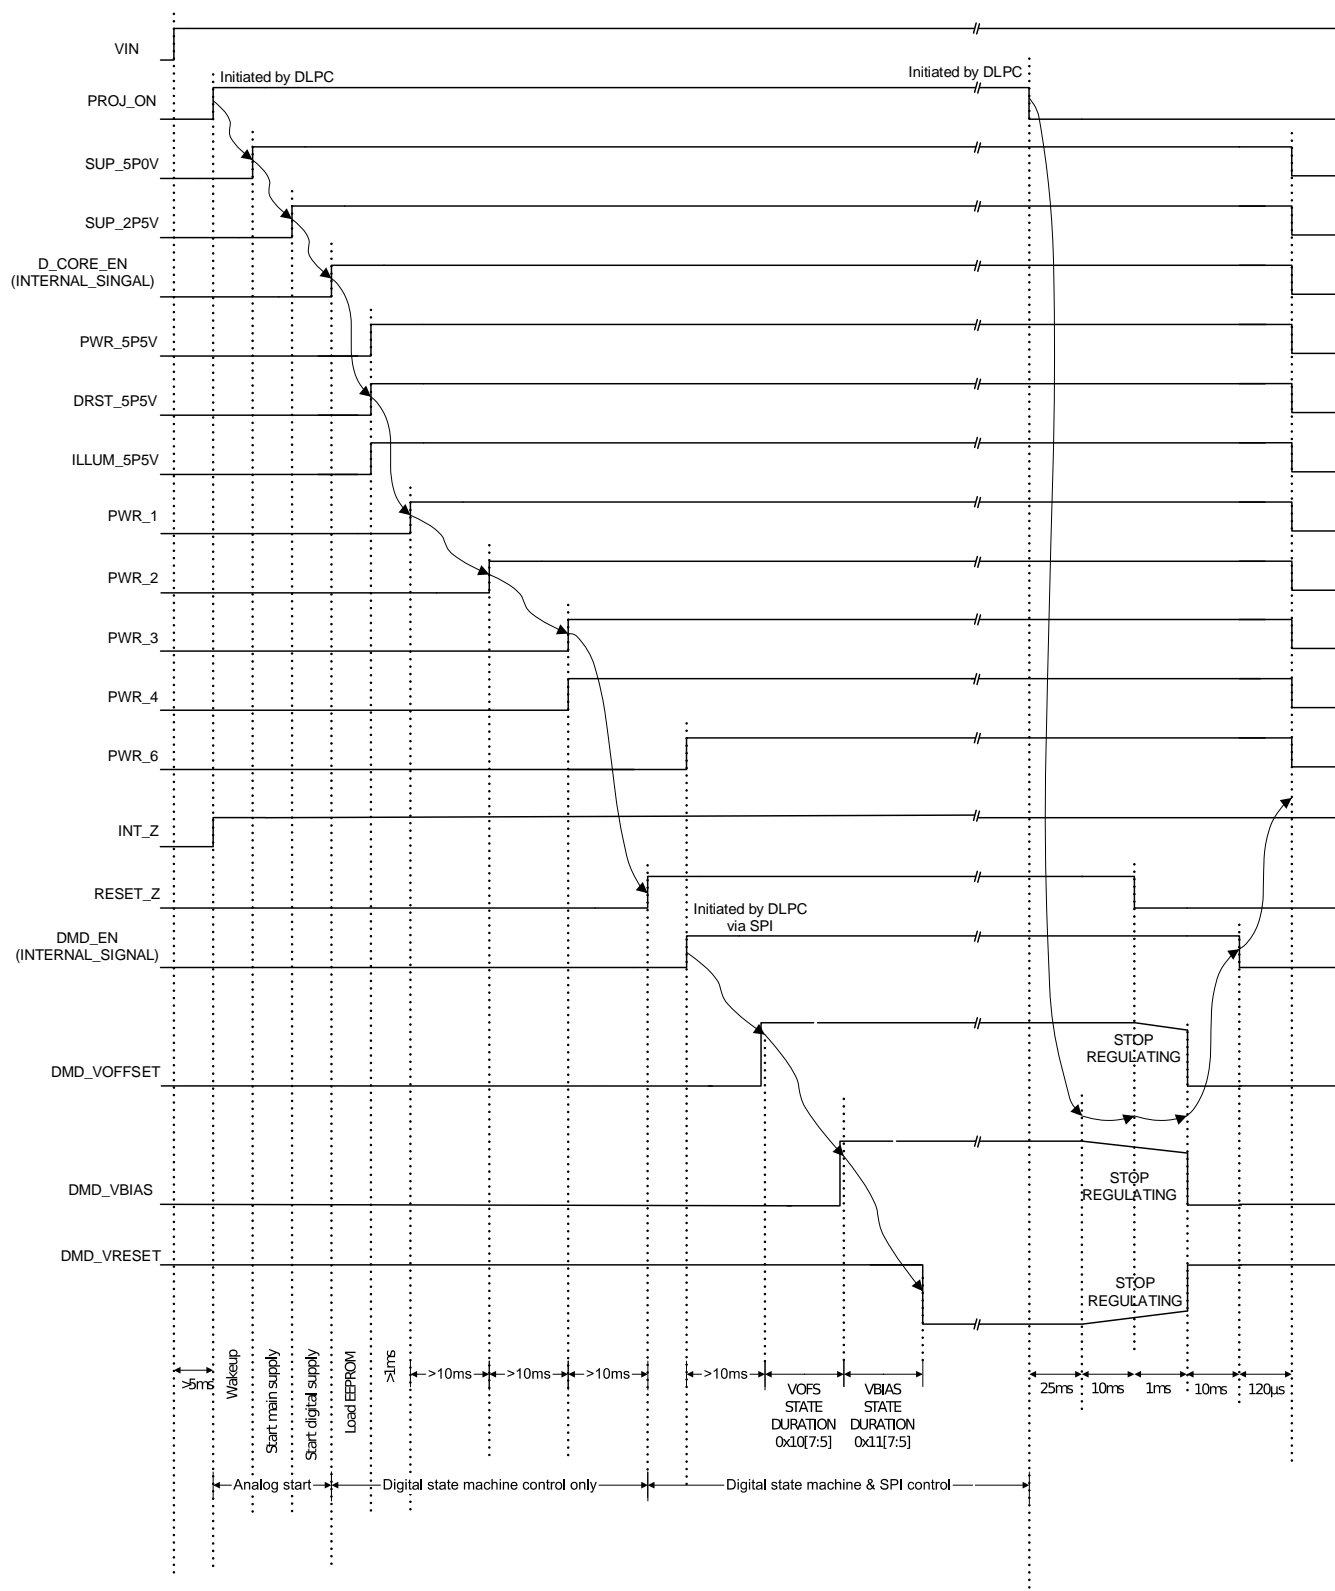 VIN
Initiated by DLPC
Initiated by DLPC
PROJ_ON
SUP_5P0V
SUP_2P5V
D_CORE_EN
(INTERNAL_SINGAL)
PWR_5P5V
DRST_5P5V
ILLUM_5P5V
PWR_1
PWR_2
PWR_3
PWR_4
PWR_6
INT_Z
RESET_Z
Initiated by DLPC
via SPI
DMD_EN
(INTERNAL_SIGNAL)
STOP
REGULATING
DMD_VOFFSET
STOP
REGULATING
DMD_VBIAS
DMD_VRESET
STOP
REGULATING
>5ms
Wakeup
Start main supply
Start digital supply
Load EEPROM
>1ms
>10ms
>10ms
>10ms
>10ms
VOFS
STATE
DURATION
0x10[7:5]
VBIAS
STATE
DURATION
0x11[7:5]
25ms
10ms
1ms
10ms
120µs
Analog start
Digital state machine control only
Digital state machine & SPI control